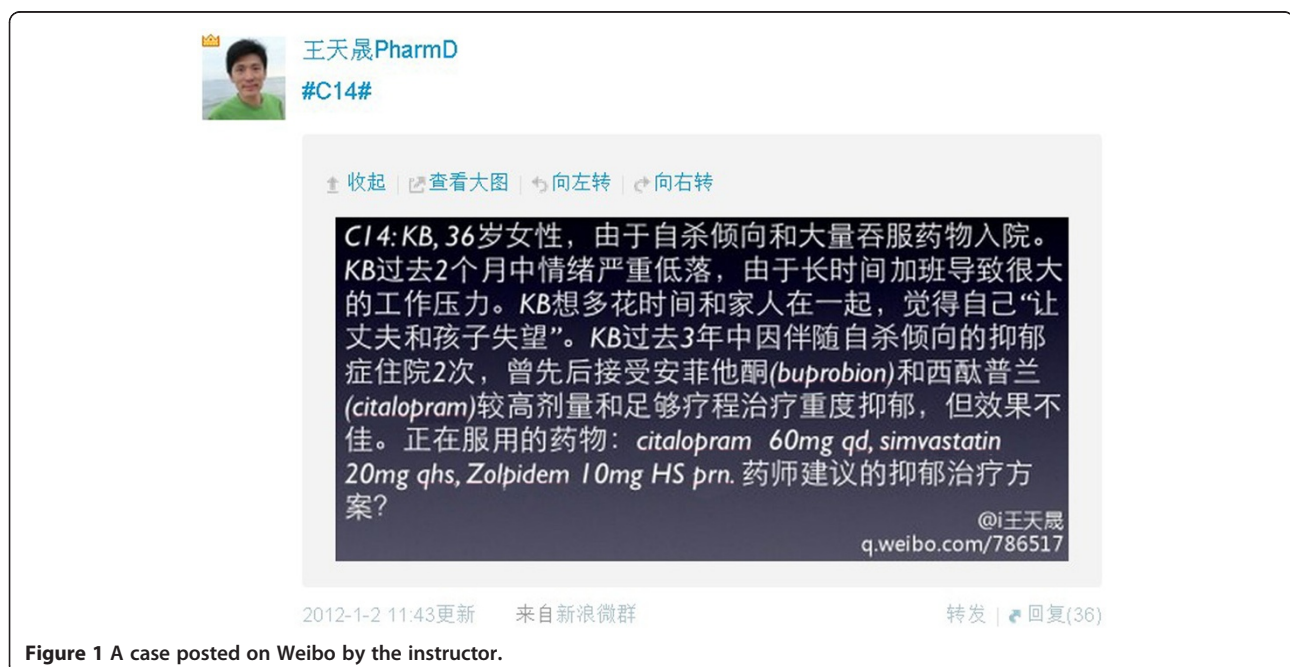 王天晟PharmD
#C14#
收起 | 查看大图 | 向左转 | 向右转
C14: KB, 36岁女性，由于自杀倾向和大量吞服药物入院。
KB过去2个月中情绪严重低落，由于长时间加班导致很大
的工作压力。KB想多花时间和家人在一起，觉得自己“让
丈夫和孩子失望”。KB过去3年中因伴随自杀倾向的抑郁
症住院2次，曾先后接受安菲他酮(buprobion)和西酞普兰
(citalopram)较高剂量和足够疗程治疗重度抑郁，但效果不
佳。正在服用的药物：citalopram 60mg qd, simvastatin
20mg qhs, Zolpidem 10mg HS prn. 药师建议的抑郁治疗方
案?
@i王天晟
q.weibo.com/786517
2012-1-2 11:43更新 来自新浪微群 转发 | 回复(36)
Figure 1 A case posted on Weibo by the instructor.